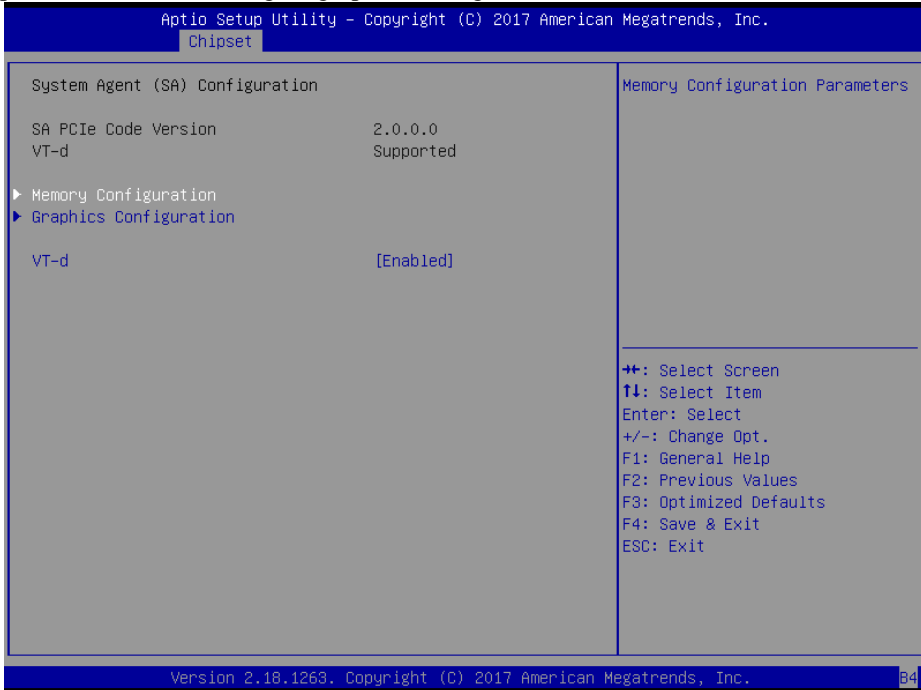 Aptio Setup Utility – Copyright (C) 2017 American Megatrends, Inc.
Chipset
System Agent (SA) Configuration
SA PCIe Code Version 2.0.0.0
VT-d Supported
▶ Memory Configuration
▶ Graphics Configuration
VT-d [Enabled]
Memory Configuration Parameters
→←: Select Screen
↑↓: Select Item
Enter: Select
+/-: Change Opt.
F1: General Help
F2: Previous Values
F3: Optimized Defaults
F4: Save & Exit
ESC: Exit
Version 2.18.1263. Copyright (C) 2017 American Megatrends, Inc.
B4